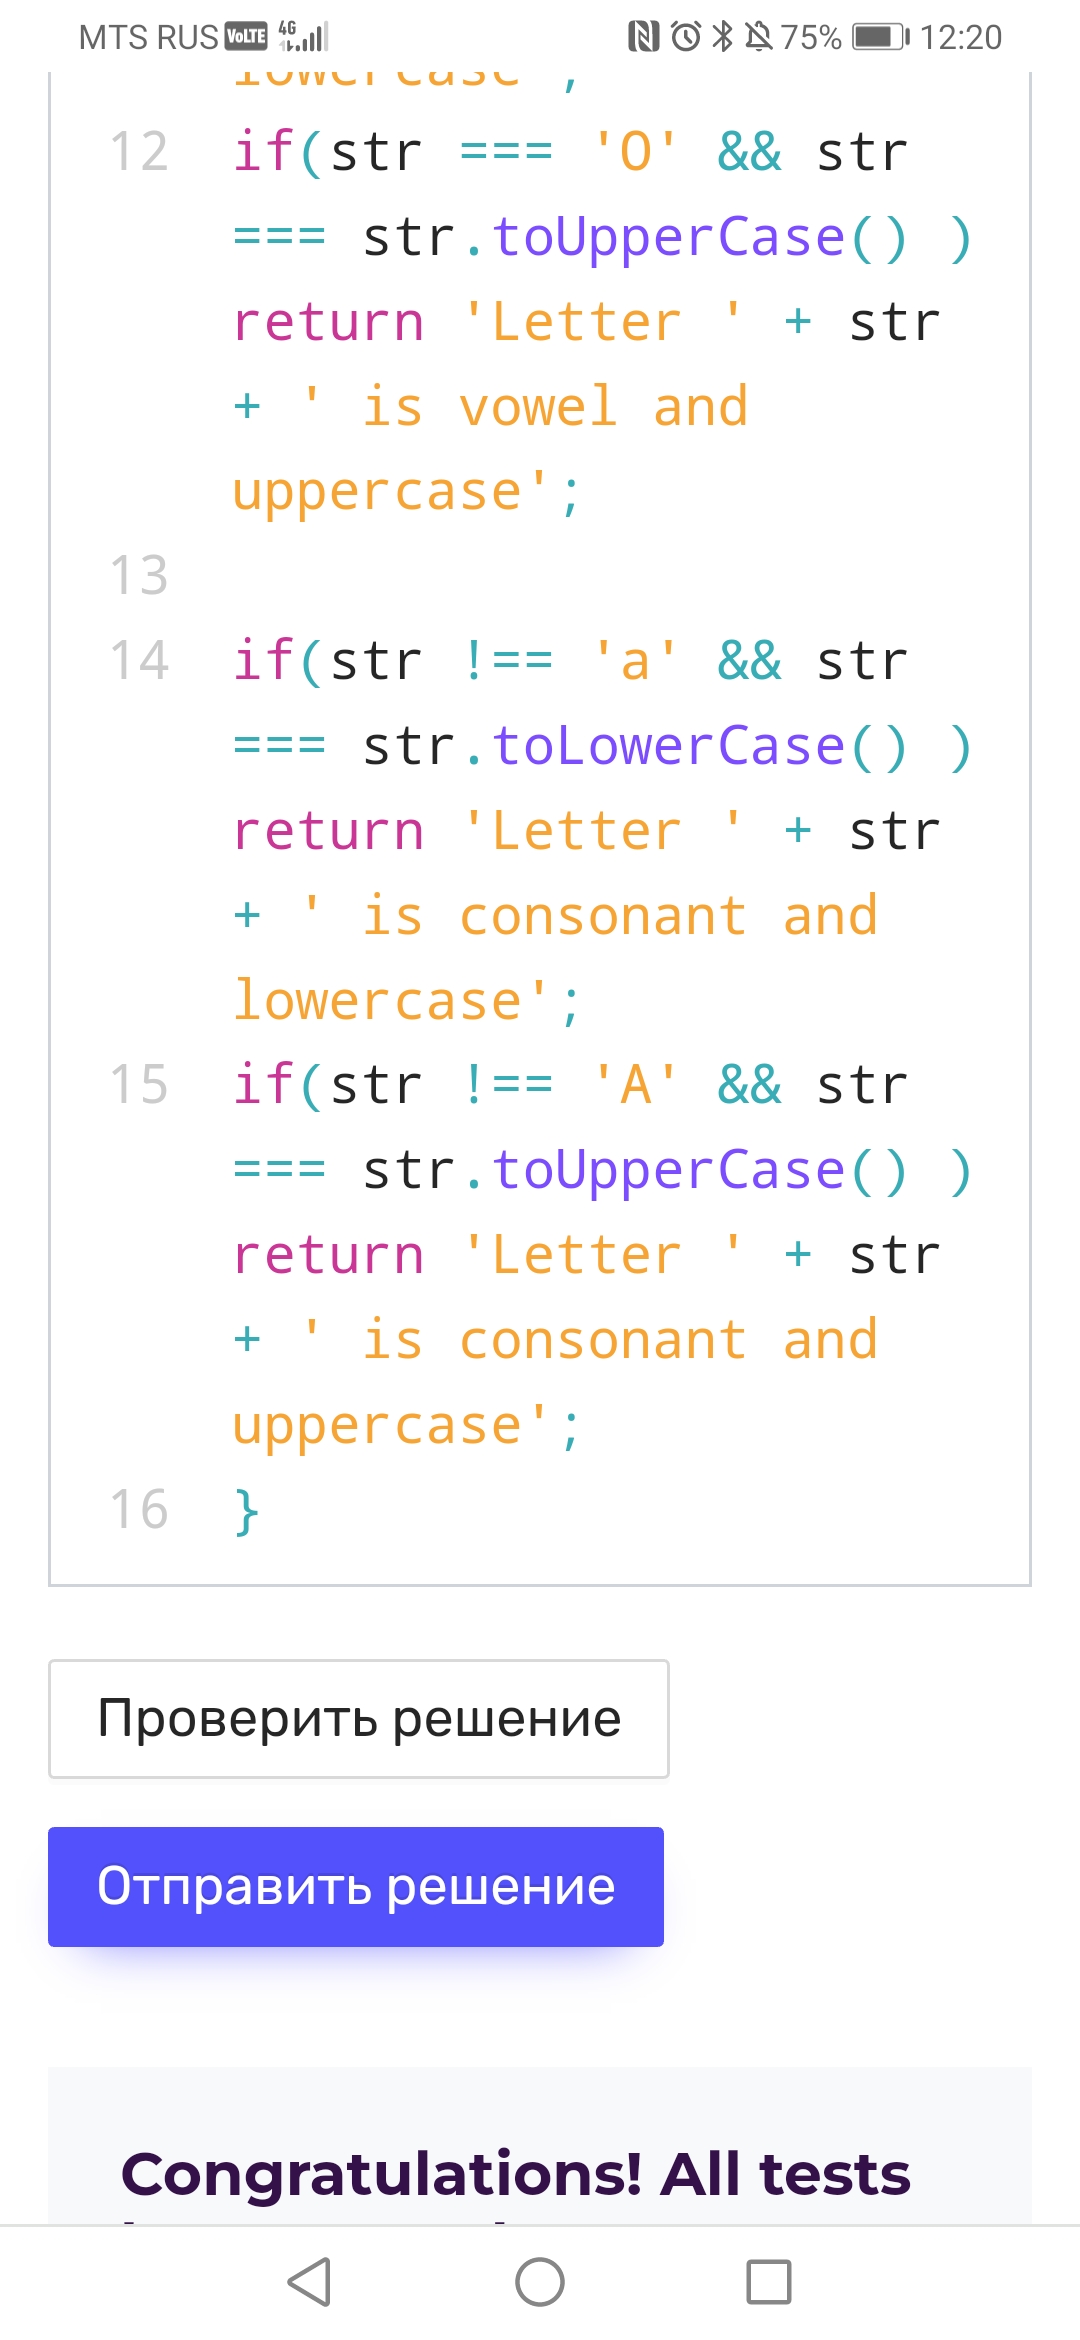 MTS RUS VoLTE 4G 75% 12:20
lowercase ;
12 if(str === 'O' && str
=== str.toUpperCase() )
return 'Letter ' + str
+ ' is vowel and
uppercase';
13
14 if(str !== 'a' && str
=== str.toLowerCase() )
return 'Letter ' + str
+ ' is consonant and
lowercase';
15 if(str !== 'A' && str
=== str.toUpperCase() )
return 'Letter ' + str
+ ' is consonant and
uppercase';
16 }
Проверить решение
Отправить решение
Congratulations! All tests